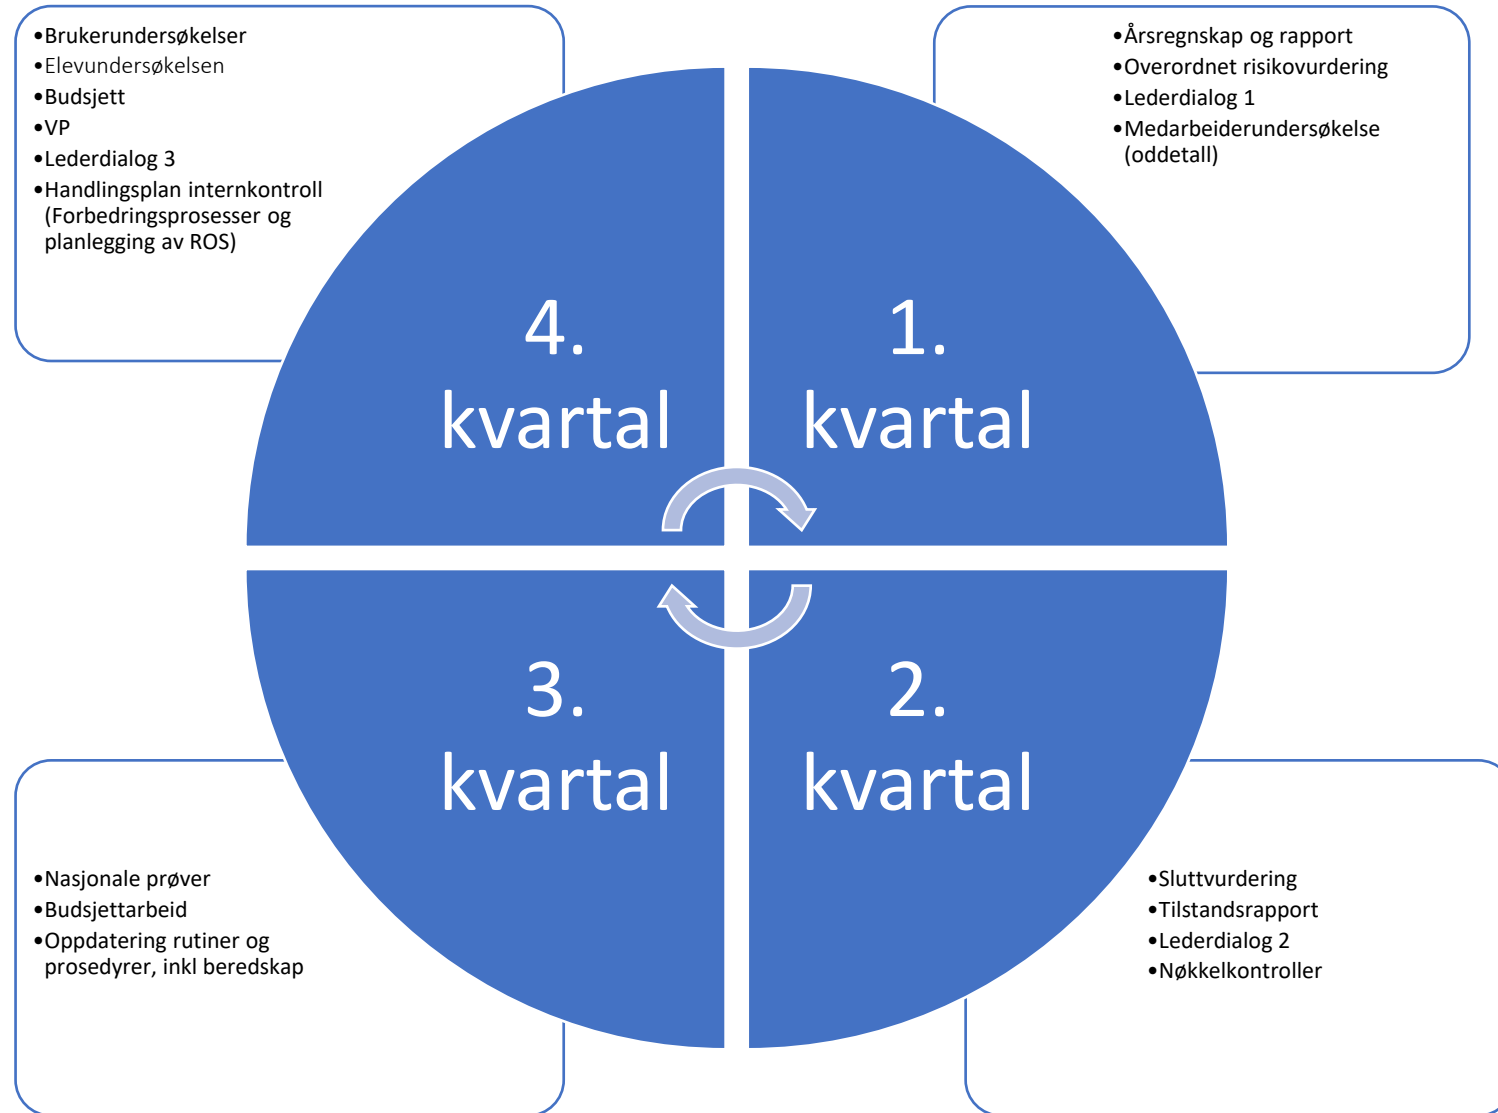 •Brukerundersøkelser
•Elevundersøkelsen
•Budsjett
•VP
•Lederdialog 3
•Handlingsplan internkontroll
(Forbedringsprosesser og
planlegging av ROS)
•Årsregnskap og rapport
•Overordnet risikovurdering
•Lederdialog 1
•Medarbeiderundersøkelse
(oddetall)
4.
kvartal
1.
kvartal
3.
kvartal
2.
kvartal
•Nasjonale prøver
•Budsjettarbeid
•Oppdatering rutiner og
prosedyrer, inkl beredskap
•Sluttvurdering
•Tilstandsrapport
•Lederdialog 2
•Nøkkelkontroller